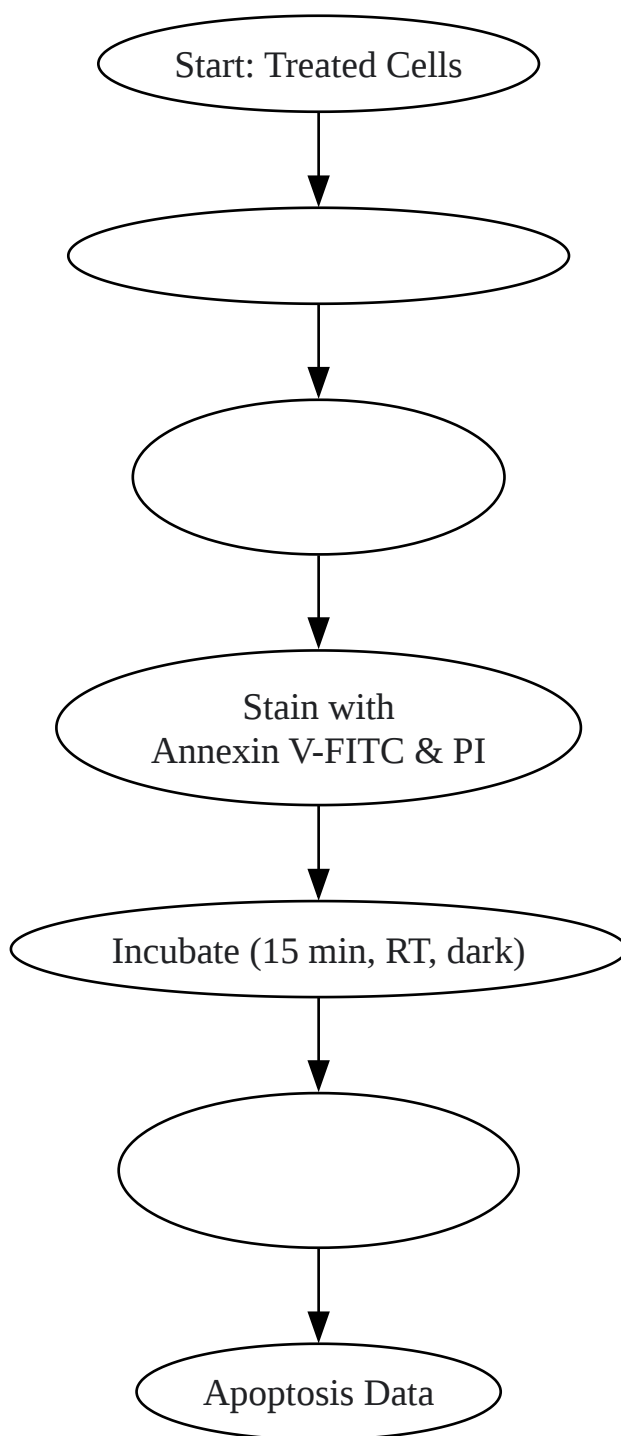 Start: Treated Cells
Stain with
Annexin V-FITC & PI
Incubate (15 min, RT, dark)
Apoptosis Data